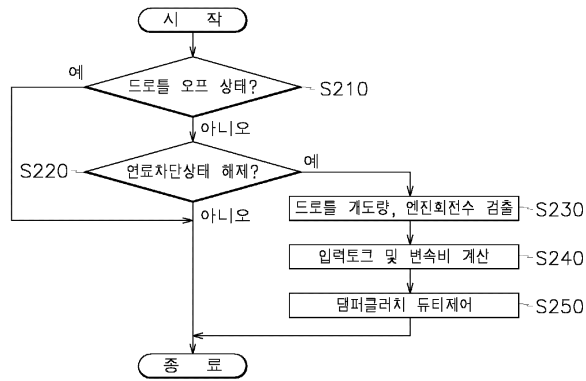 시 작
예
드로틀 오프 상태?
S210
아니오
S220
연료차단상태 해제?
예
아니오
드로틀 개도량, 엔진회전수 검출
S230
입력토크 및 변속비 계산
S240
댐퍼클러치 듀티제어
S250
종 료